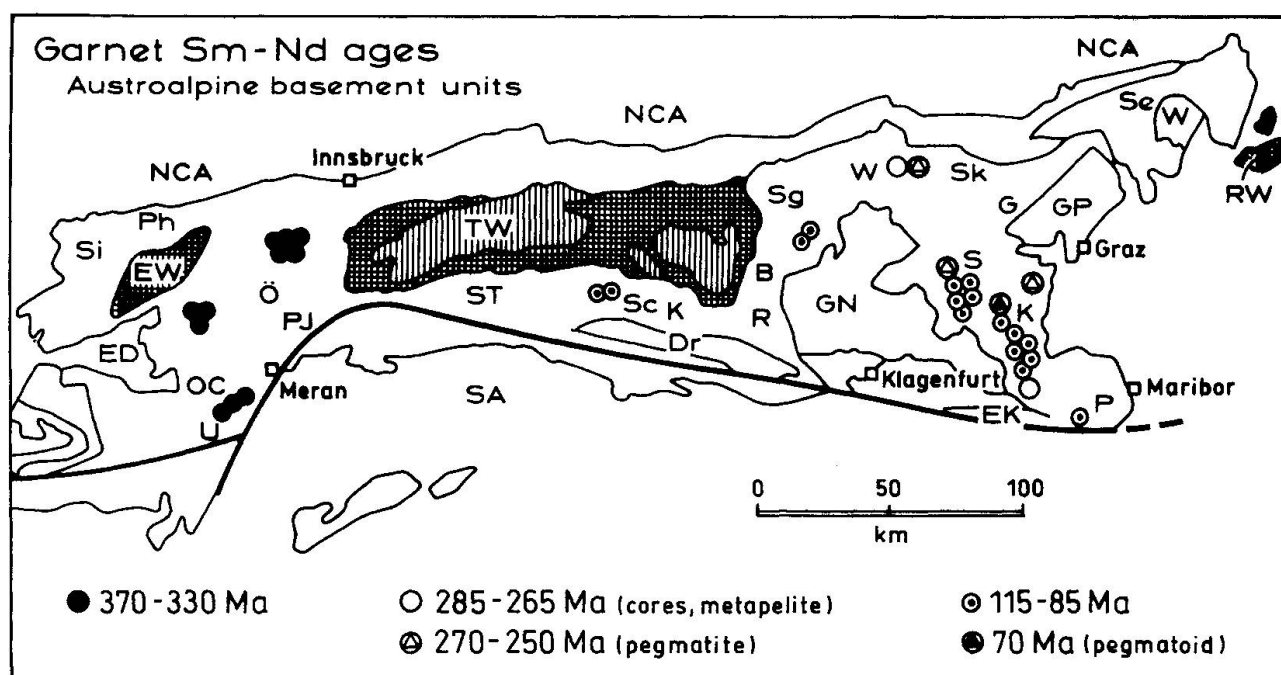 Garnet Sm-Nd ages
Austroalpine basement units
NCA
NCA
NCA
Innsbruck
Se
W
RW
W
Sk
Sg
G
GP
Graz
Ph
Si
EW
TW
Ö
B
S
ST
Sc
K
R
GN
K
PJ
Dr
ED
OC
Meran
SA
Klagenfurt
Maribor
U
EK
P
0 50 100
km
370-330 Ma
285-265 Ma (cores, metapelite)
115-85 Ma
270-250 Ma (pegmatite)
70 Ma (pegmatoid)